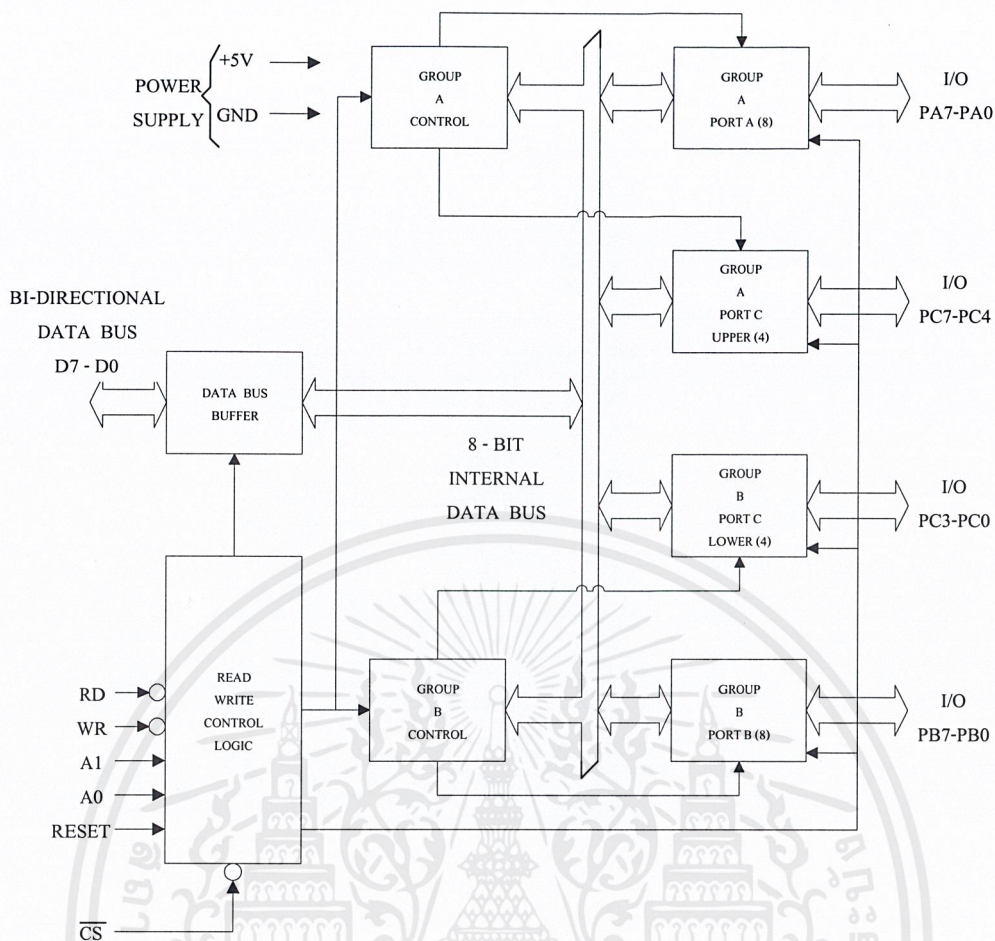 POWER
SUPPLY
+5V
GND
GROUP
A
CONTROL
GROUP
A
PORT A (8)
I/O
PA7-PA0
GROUP
A
PORT C
UPPER (4)
I/O
PC7-PC4
BI-DIRECTIONAL
DATA BUS
D7 - D0
DATA BUS
BUFFER
8 - BIT
INTERNAL
DATA BUS
GROUP
B
PORT C
LOWER (4)
I/O
PC3-PC0
RD
WR
A1
A0
RESET
CS
READ
WRITE
CONTROL
LOGIC
GROUP
B
CONTROL
GROUP
B
PORT B (8)
I/O
PB7-PB0